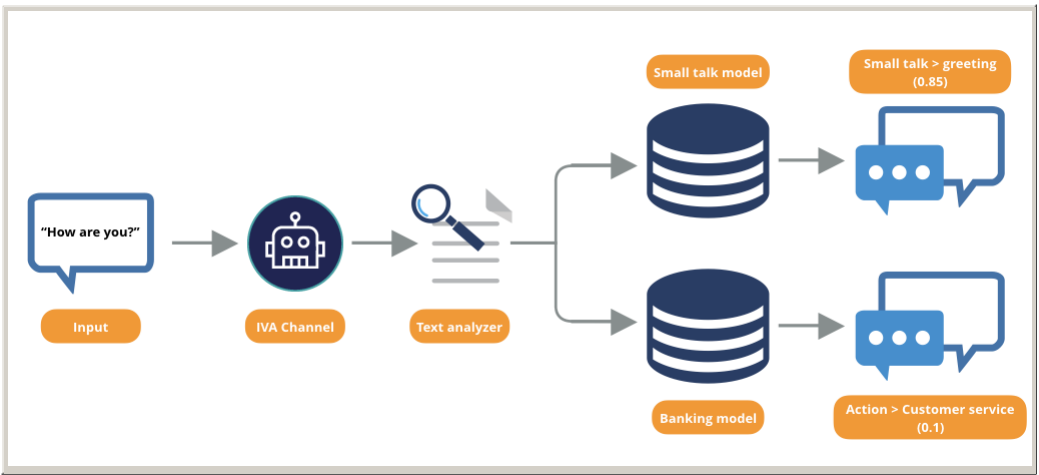 “How are you?”
Input
IVA Channel
Text analyzer
Small talk model
Small talk > greeting
(0.85)
Banking model
Action > Customer service
(0.1)